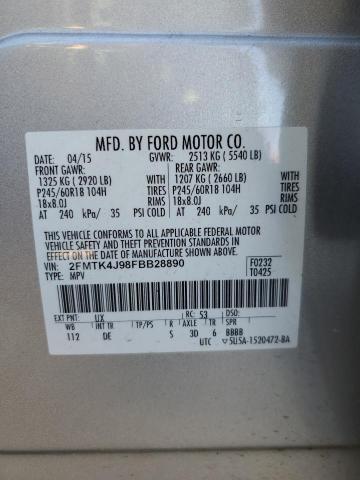 MFD. BY FORD MOTOR CO.
DATE: 04/15 GVWR: 2513 KG ( 5540 LB)
FRONT GAWR: REAR GAWR:
1325 KG ( 2920 LB) WITH 1207 KG ( 2660 LB) WITH
P245/60R18 104H TIRES P245/60R18 104H TIRES
18x8.0J RIMS 18x8.0J RIMS
AT 240 kPa/ 35 PSI COLD AT 240 kPa/ 35 PSI COLD
THIS VEHICLE CONFORMS TO ALL APPLICABLE FEDERAL MOTOR
VEHICLE SAFETY AND THEFT PREVENTION STANDARDS IN
EFFECT ON THE DATE OF MANUFACTURE SHOWN ABOVE.
VIN: 2FMTK4J98FBB28890 F0232
TYPE: MPV T0425
EXT PNT: UX RC: 53 DSO:
WB INT TR TP/PS R AXLE TR SPR
112 DE S 3D 6 BBBB
UTC 5U5A-1520472-BA